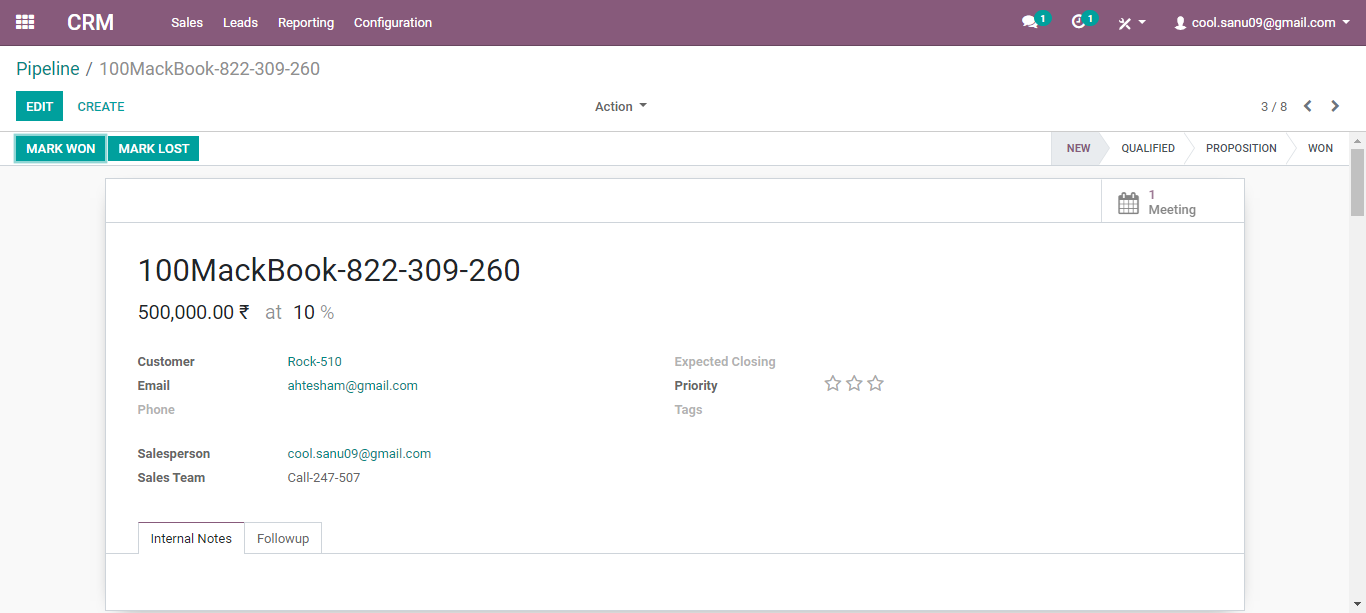 CRM Sales Leads Reporting Configuration 1 1 cool.sanu09@gmail.com
Pipeline / 100MackBook-822-309-260
EDIT CREATE Action 3 / 8
MARK WON MARK LOST NEW QUALIFIED PROPOSITION WON
1
Meeting
100MackBook-822-309-260
500,000.00 ₹ at 10 %
Customer Rock-510
Email ahtesham@gmail.com
Phone
Expected Closing
Priority
Tags
Salesperson cool.sanu09@gmail.com
Sales Team Call-247-507
Internal Notes Followup